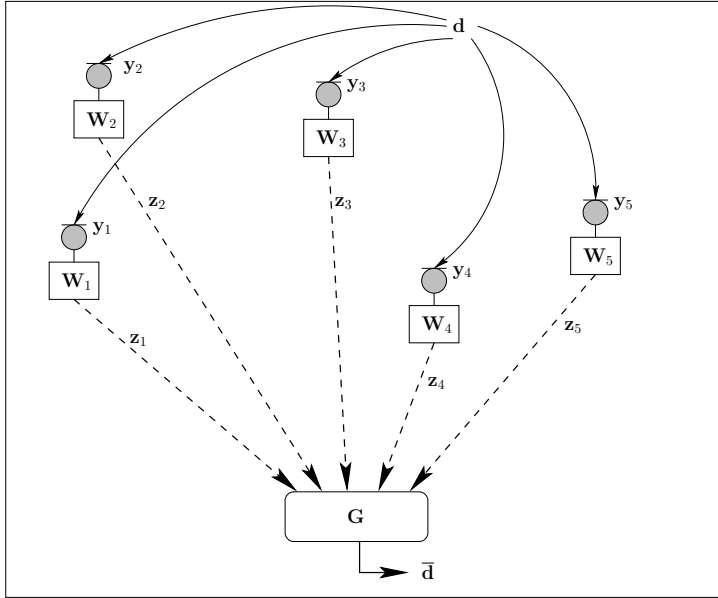 d
y₂
y₃
W₂
W₃
z₂
z₃
y₅
y₁
W₅
y₄
W₁
W₄
z₁
z₅
z₄
G
d̅